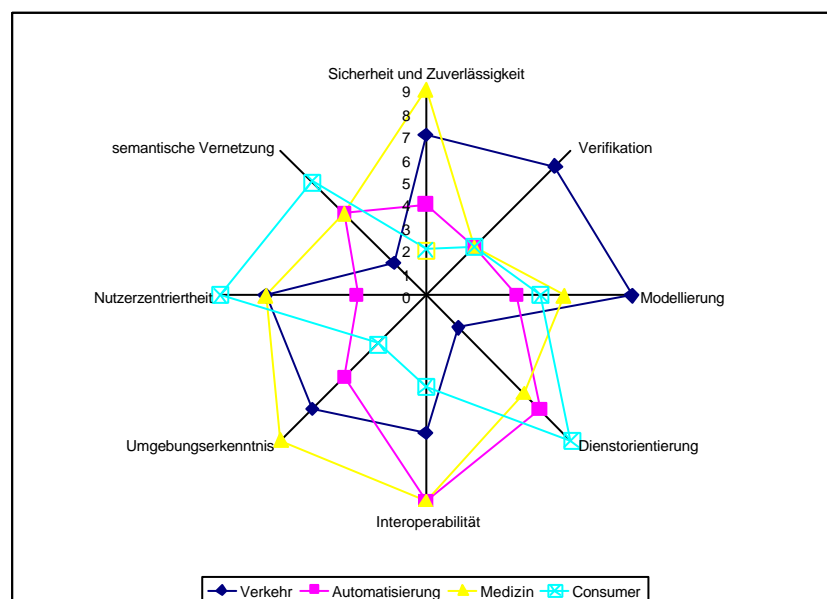 Sicherheit und Zuverlässigkeit
9
8
semantische Vernetzung
Verifikation
7
6
5
4
3
2
1
Nutzerzentriertheit
0
Modellierung
Umgebungserkenntnis
Dienstorientierung
Interoperabilität
Verkehr Automatisierung Medizin Consumer